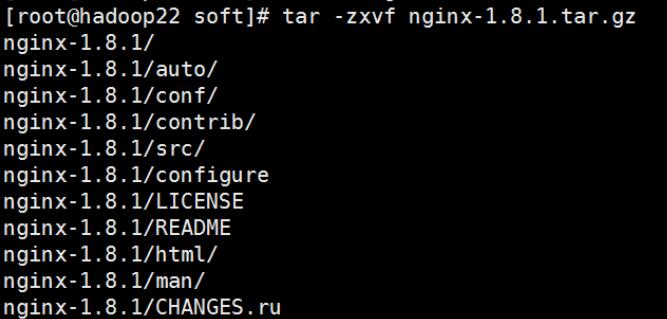 [root@hadoop22 soft]# tar -zxvf nginx-1.8.1.tar.gz
nginx-1.8.1/
nginx-1.8.1/auto/
nginx-1.8.1/conf/
nginx-1.8.1/contrib/
nginx-1.8.1/src/
nginx-1.8.1/configure
nginx-1.8.1/LICENSE
nginx-1.8.1/README
nginx-1.8.1/html/
nginx-1.8.1/man/
nginx-1.8.1/CHANGES.ru